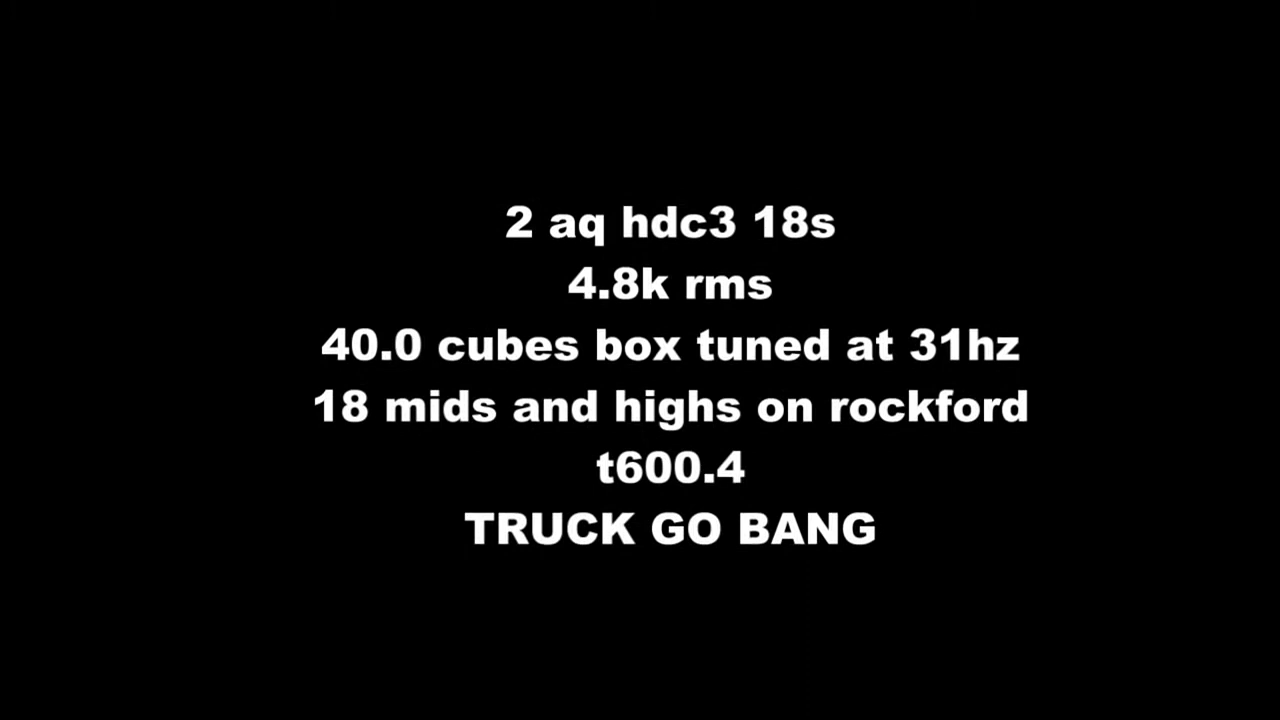 2 aq hdc3 18s
4.8k rms
40.0 cubes box tuned at 31hz
18 mids and highs on rockford
t600.4
TRUCK GO BANG